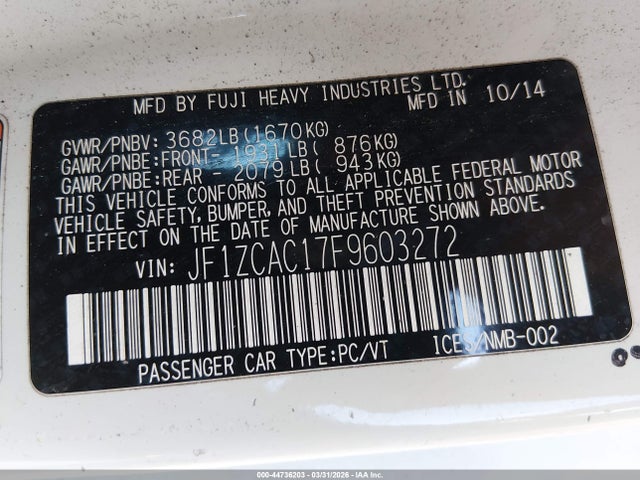 MFD BY FUJI HEAVY INDUSTRIES LTD.
MFD IN 10/14
GVWR/PNBV: 3682LB(1670KG)
GAWR/PNBE:FRONT- 1931LB( 876KG)
GAWR/PNBE:REAR - 2079LB( 943KG)
THIS VEHICLE CONFORMS TO ALL APPLICABLE FEDERAL MOTOR
VEHICLE SAFETY, BUMPER, AND THEFT PREVENTION STANDARDS
IN EFFECT ON THE DATE OF MANUFACTURE SHOWN ABOVE.
VIN: JF1ZCAC17F9603272
PASSENGER CAR TYPE:PC/VT ICES/NMB-002
000-44736203 - 03/31/2026 - IAA Inc.